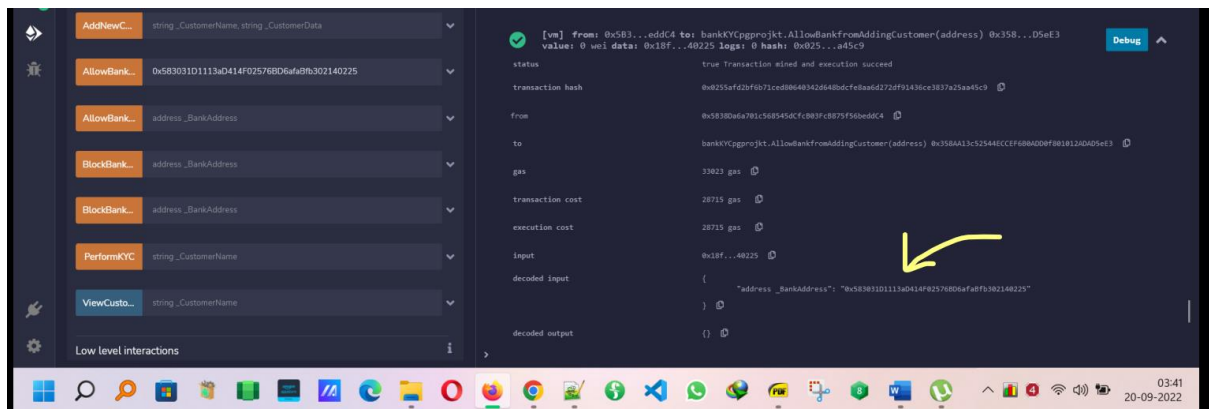 AddNewC...
string _CustomerName, string _CustomerData
AllowBank...
0x583031D1113aD414F02576BD6afaBfb302140225
AllowBank...
address _BankAddress
BlockBank...
address _BankAddress
BlockBank...
address _BankAddress
PerformKYC
string _CustomerName
ViewCusto...
string _CustomerName
Low level interactions
i
[vm] from: 0x5B3...eddC4 to: bankKYCpgprojkt.AllowBankfromAddingCustomer(address) 0x358...D5eE3
value: 0 wei data: 0x18f...40225 logs: 0 hash: 0x025...a45c9
Debug
status
true Transaction mined and execution succeed
transaction hash
from
0x5B38Da6a701c568545dCfcB03FcB875f56beddC4
to
bankKYCpgprojkt.AllowBankfromAddingCustomer(address)
gas
33023 gas
transaction cost
28715 gas
execution cost
28715 gas
input
0x18f...40225
decoded input
{
"address _BankAddress": "0x583031D1113aD414F02576BD6afaBfb302140225"
}
decoded output
{}
>
03:41
20-09-2022